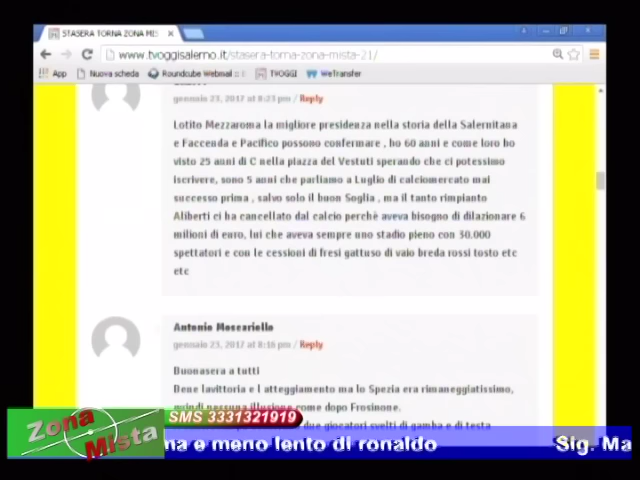 STASERA TORNA ZONA MIS
www.tvoggisalerno.it/stasera-torna-zona-mista-21/
App Nuova scheda Roundcube Webmail :: I TVOGGI WeTransfer
gennaio 23, 2017 at 8:23 pm / Reply
Lotito Mezzaroma la migliore presidenza nella storia della Salernitana
e Faccenda e Pacifico possono confermare , ho 60 anni e come loro ho
visto 25 anni di C nella piazza del Vestuti sperando che ci potessimo
iscrivere, sono 5 anni che parliamo a Luglio di calciomercato mai
successo prima , salvo solo il buon Soglia , ma il tanto rimpianto
Aliberti ci ha cancellato dal calcio perchè aveva bisogno di dilazionare 6
milioni di euro, lui che aveva sempre uno stadio pieno con 30.000
spettatori e con le cessioni di fresi gattuso di vaio breda rossi tosto etc
etc
Antonio Moscariello
gennaio 23, 2017 at 8:16 pm / Reply
Buonasera a tutti
Bene lavittoria e l atteggiamento ma lo Spezia era rimaneggiatissimo,
quindi nessuna illusione come dopo Frosinone.
due giocatori svelti di gamba e di testa
Zona Mista
SMS 3331321919
na e meno lento di ronaldo Sig. Ma